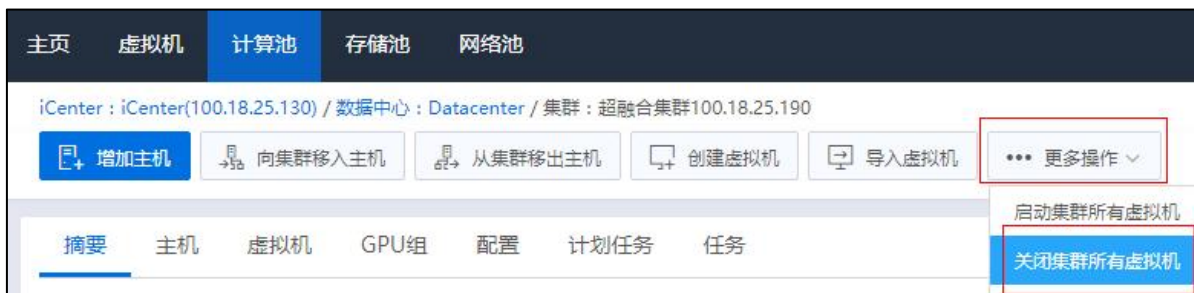 主页 虚拟机 计算池 存储池 网络池
iCenter：iCenter(100.18.25.130) / 数据中心：Datacenter / 集群：超融合集群100.18.25.190
增加主机 向集群移入主机 从集群移出主机 创建虚拟机 导入虚拟机 ••• 更多操作
启动集群所有虚拟机
摘要 主机 虚拟机 GPU组 配置 计划任务 任务
关闭集群所有虚拟机